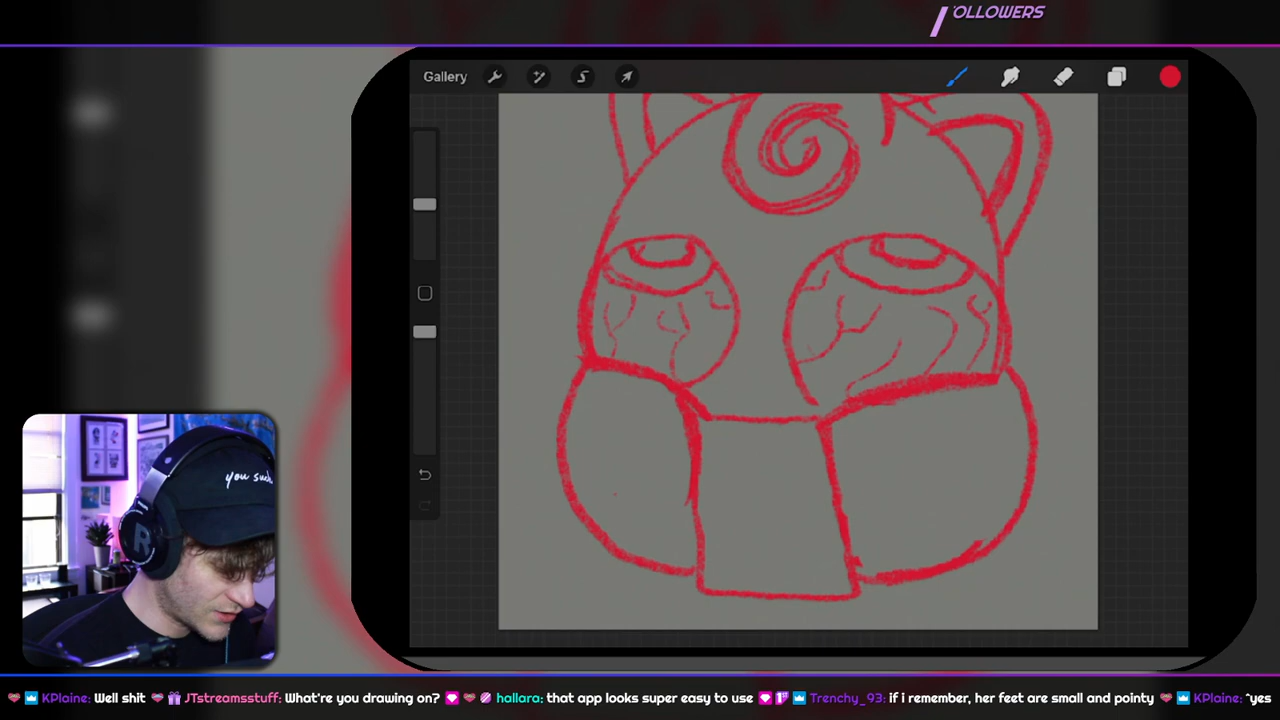 OLLOWERS
Gallery
you suck
R
KPlaine: Well shit JTstreamsstuff: What're you drawing on? hallara: that app looks super easy to use Trenchy_93: if i remember, her feet are small and pointy KPlaine: ^yes